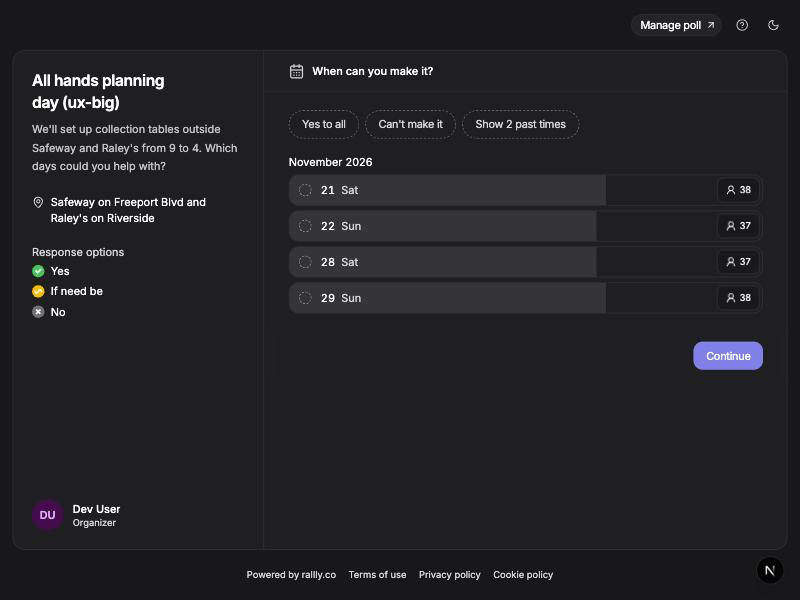 Manage poll
All hands planning
day (ux-big)
We'll set up collection tables outside
Safeway and Raley's from 9 to 4. Which
days could you help with?
Safeway on Freeport Blvd and
Raley's on Riverside
Response options
Yes
If need be
No
DU
Dev User
Organizer
When can you make it?
Yes to all
Can't make it
Show 2 past times
November 2026
21 Sat 38
22 Sun 37
28 Sat 37
29 Sun 38
Continue
Powered by rallly.co Terms of use Privacy policy Cookie policy
N